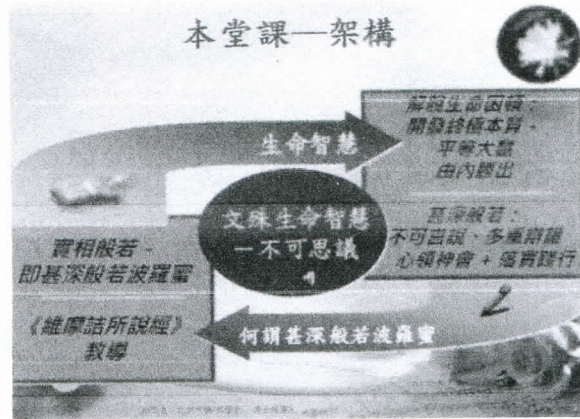 本堂課—架構
生命智慧
解脫生命困頓：
開發終極本質-
平等大慧
由內
文殊生命智慧
—不可思議
甚深般若：
不可言說、多重辯證
心領神會+落實踐行
實相般若-
即甚深般若波羅蜜
《維摩詰所說經》
教導
何謂甚深般若波羅蜜